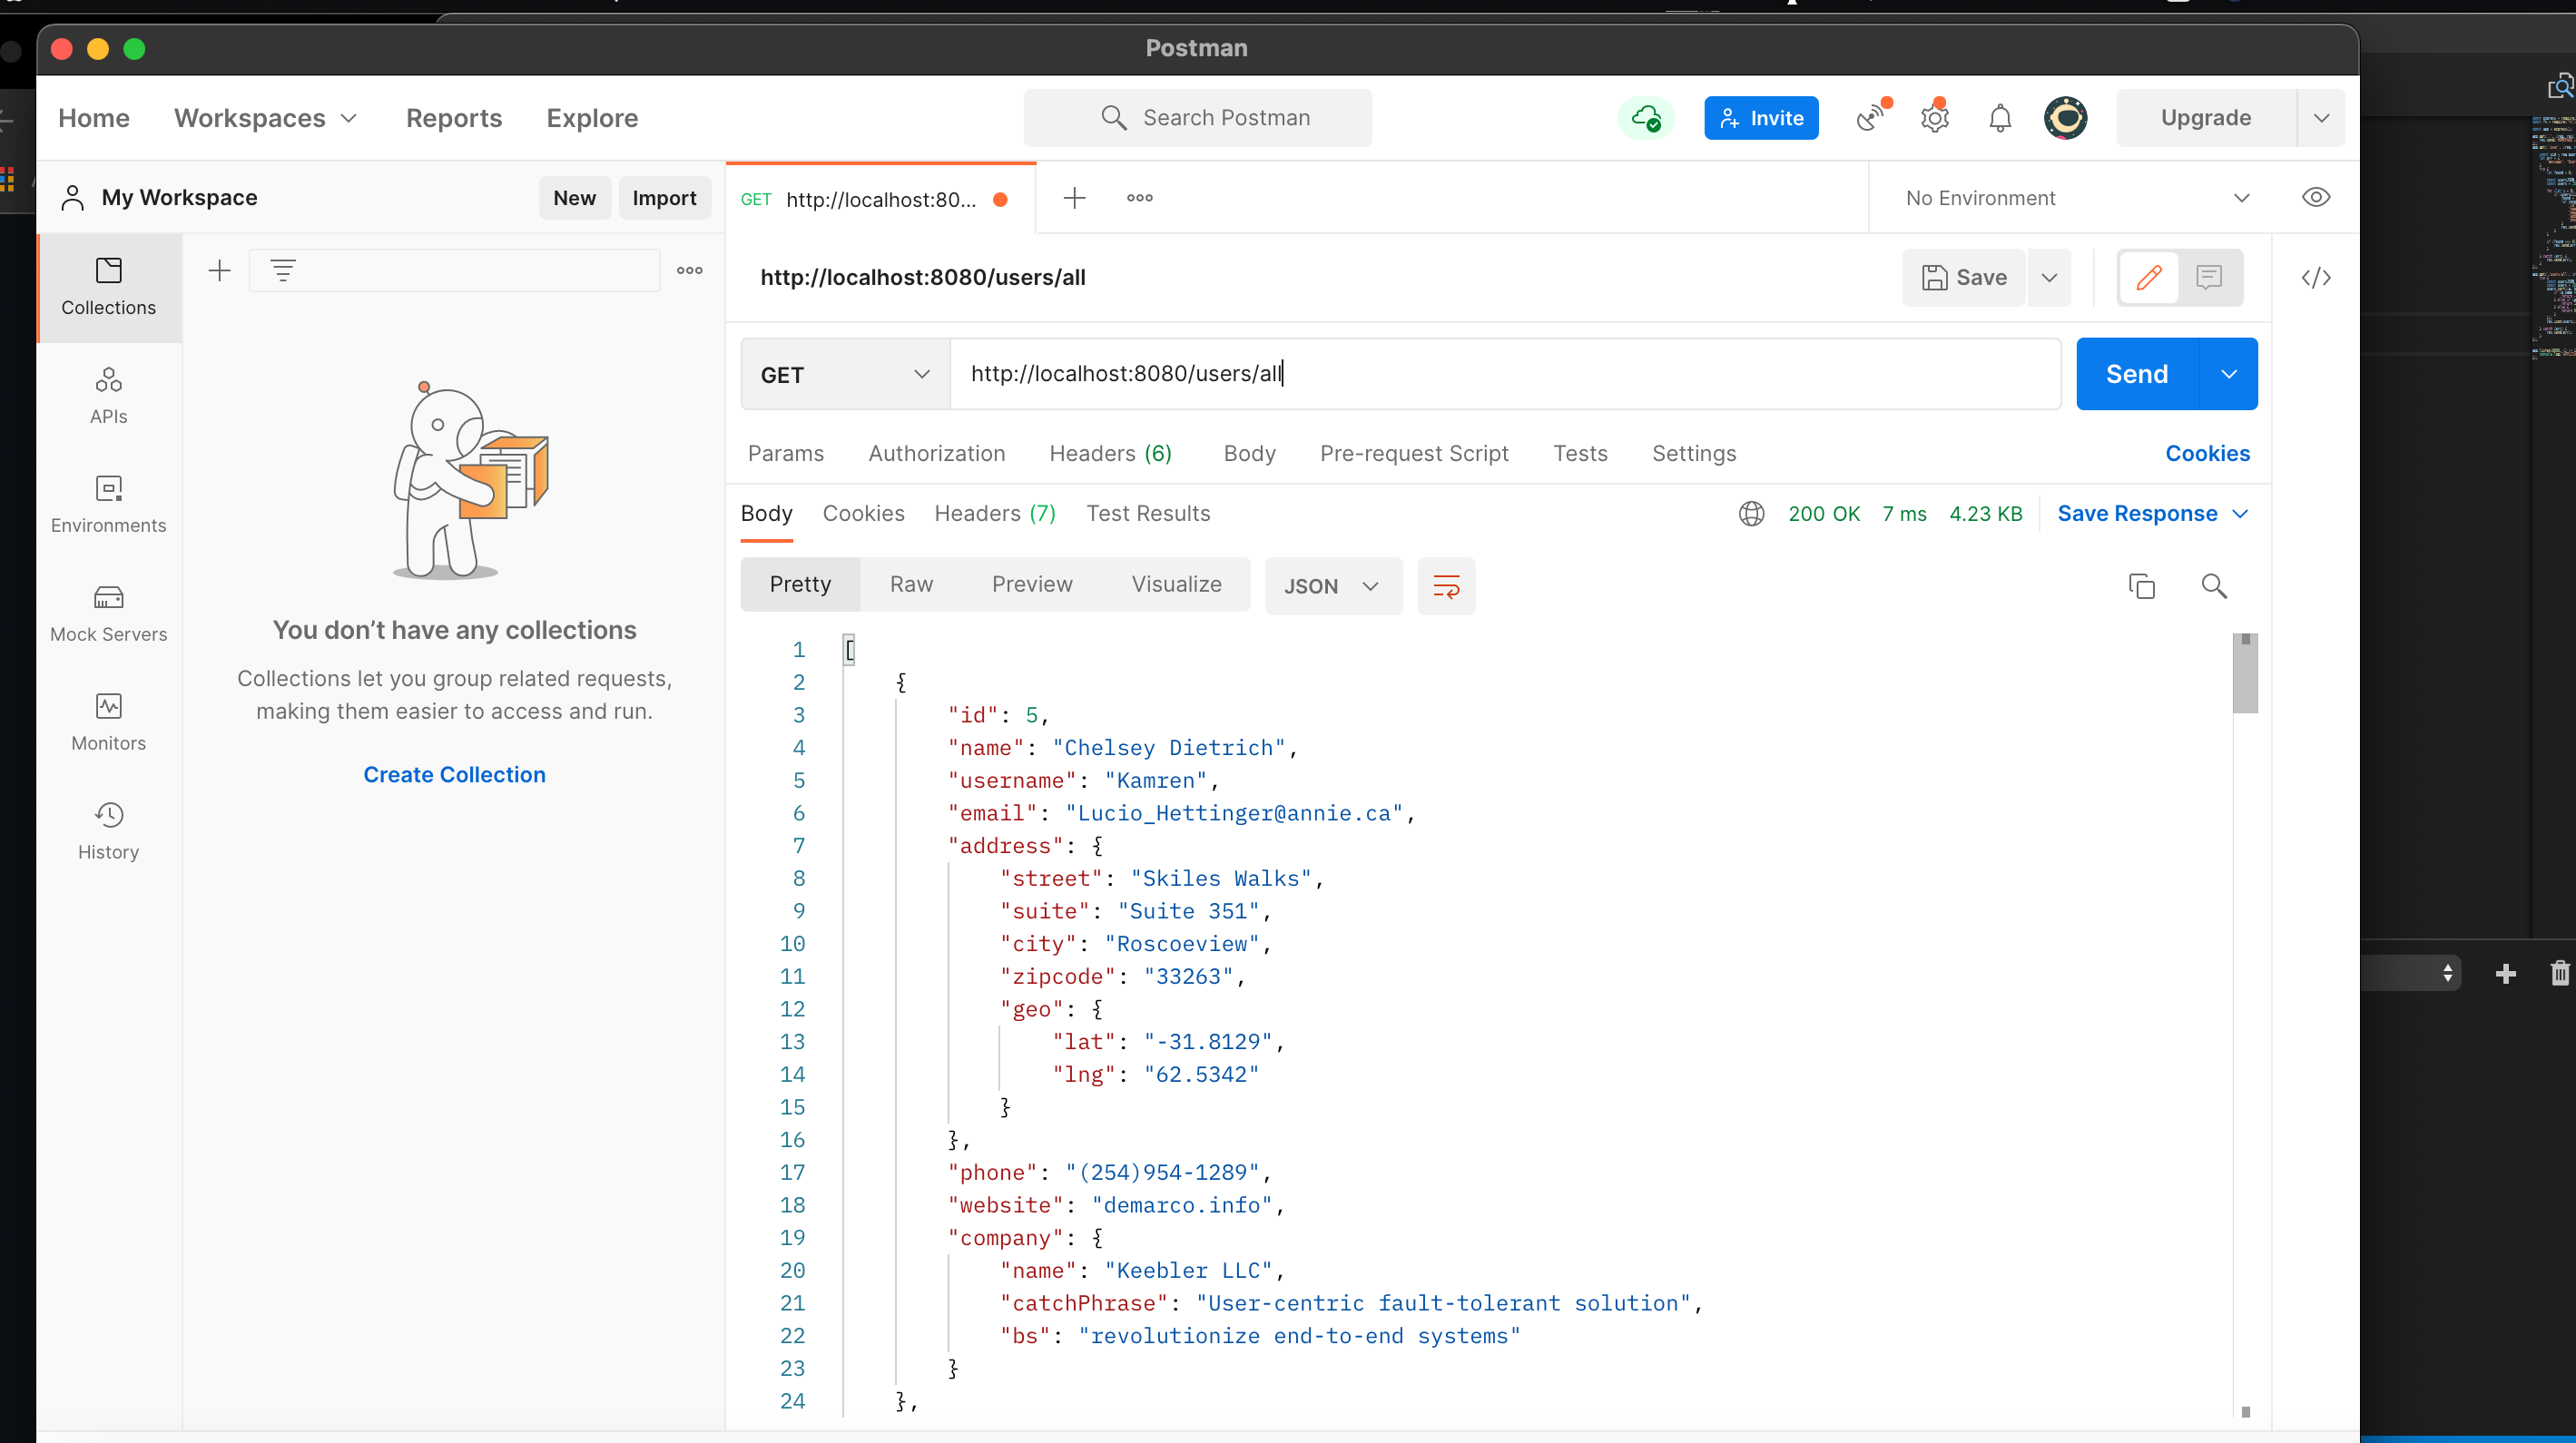 Postman
Home Workspaces Reports Explore
Search Postman
Invite
Upgrade
My Workspace New Import
GET http://localhost:80...
No Environment
Collections
APIs
Environments
Mock Servers
Monitors
History
You don’t have any collections
Collections let you group related requests,
making them easier to access and run.
Create Collection
http://localhost:8080/users/all
Save
GET http://localhost:8080/users/all Send
Params Authorization Headers (6) Body Pre-request Script Tests Settings Cookies
Body Cookies Headers (7) Test Results 200 OK 7 ms 4.23 KB Save Response
Pretty Raw Preview Visualize JSON
1 [
2 {
3 "id": 5,
4 "name": "Chelsey Dietrich",
5 "username": "Kamren",
6 "email": "Lucio_Hettinger@annie.ca",
7 "address": {
8 "street": "Skiles Walks",
9 "suite": "Suite 351",
10 "city": "Roscoeview",
11 "zipcode": "33263",
12 "geo": {
13 "lat": "-31.8129",
14 "lng": "62.5342"
15 }
16 },
17 "phone": "(254)954-1289",
18 "website": "demarco.info",
19 "company": {
20 "name": "Keebler LLC",
21 "catchPhrase": "User-centric fault-tolerant solution",
22 "bs": "revolutionize end-to-end systems"
23 }
24 },